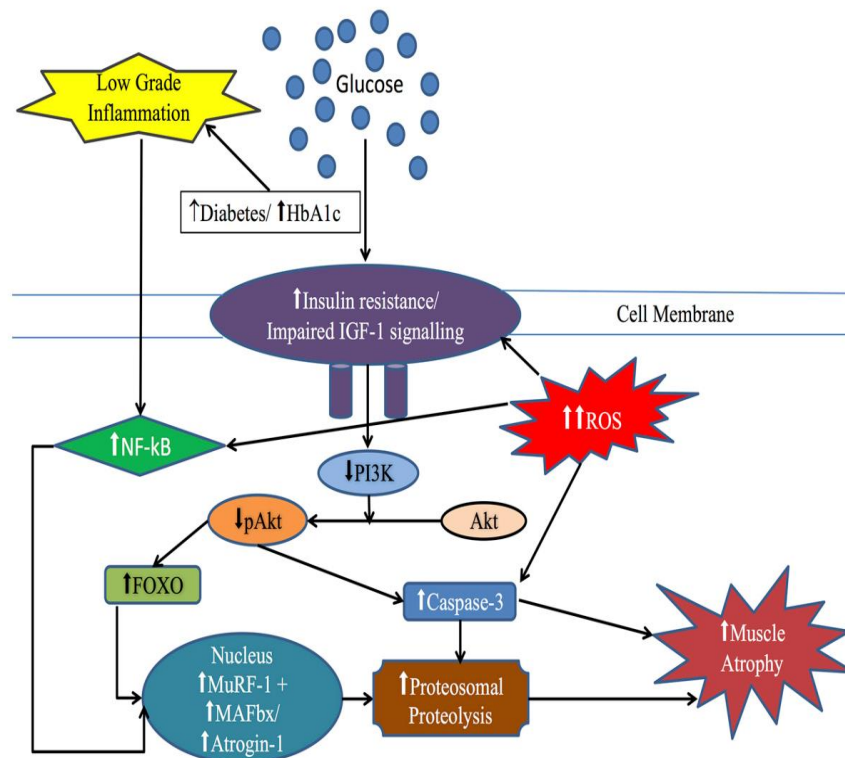 Low Grade
Inflammation
Glucose
↑Diabetes/ ↑HbA1c
↑Insulin resistance/
Impaired IGF-1 signalling
Cell Membrane
↑↑ROS
↑NF-kB
↓PI3K
↓pAkt
Akt
↑FOXO
↑Caspase-3
↑Muscle
Atrophy
Nucleus
↑MuRF-1 +
↑MAFbx/
↑Atrogin-1
↑Proteosomal
Proteolysis